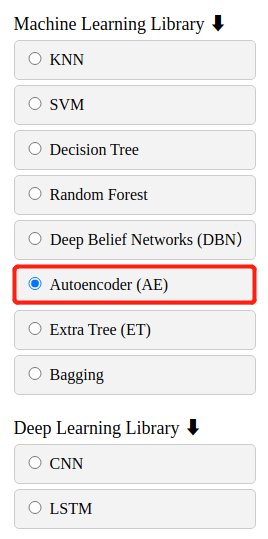 Machine Learning Library ⬇
KNN
SVM
Decision Tree
Random Forest
Deep Belief Networks (DBN）
Autoencoder (AE)
Extra Tree (ET)
Bagging
Deep Learning Library ⬇
CNN
LSTM